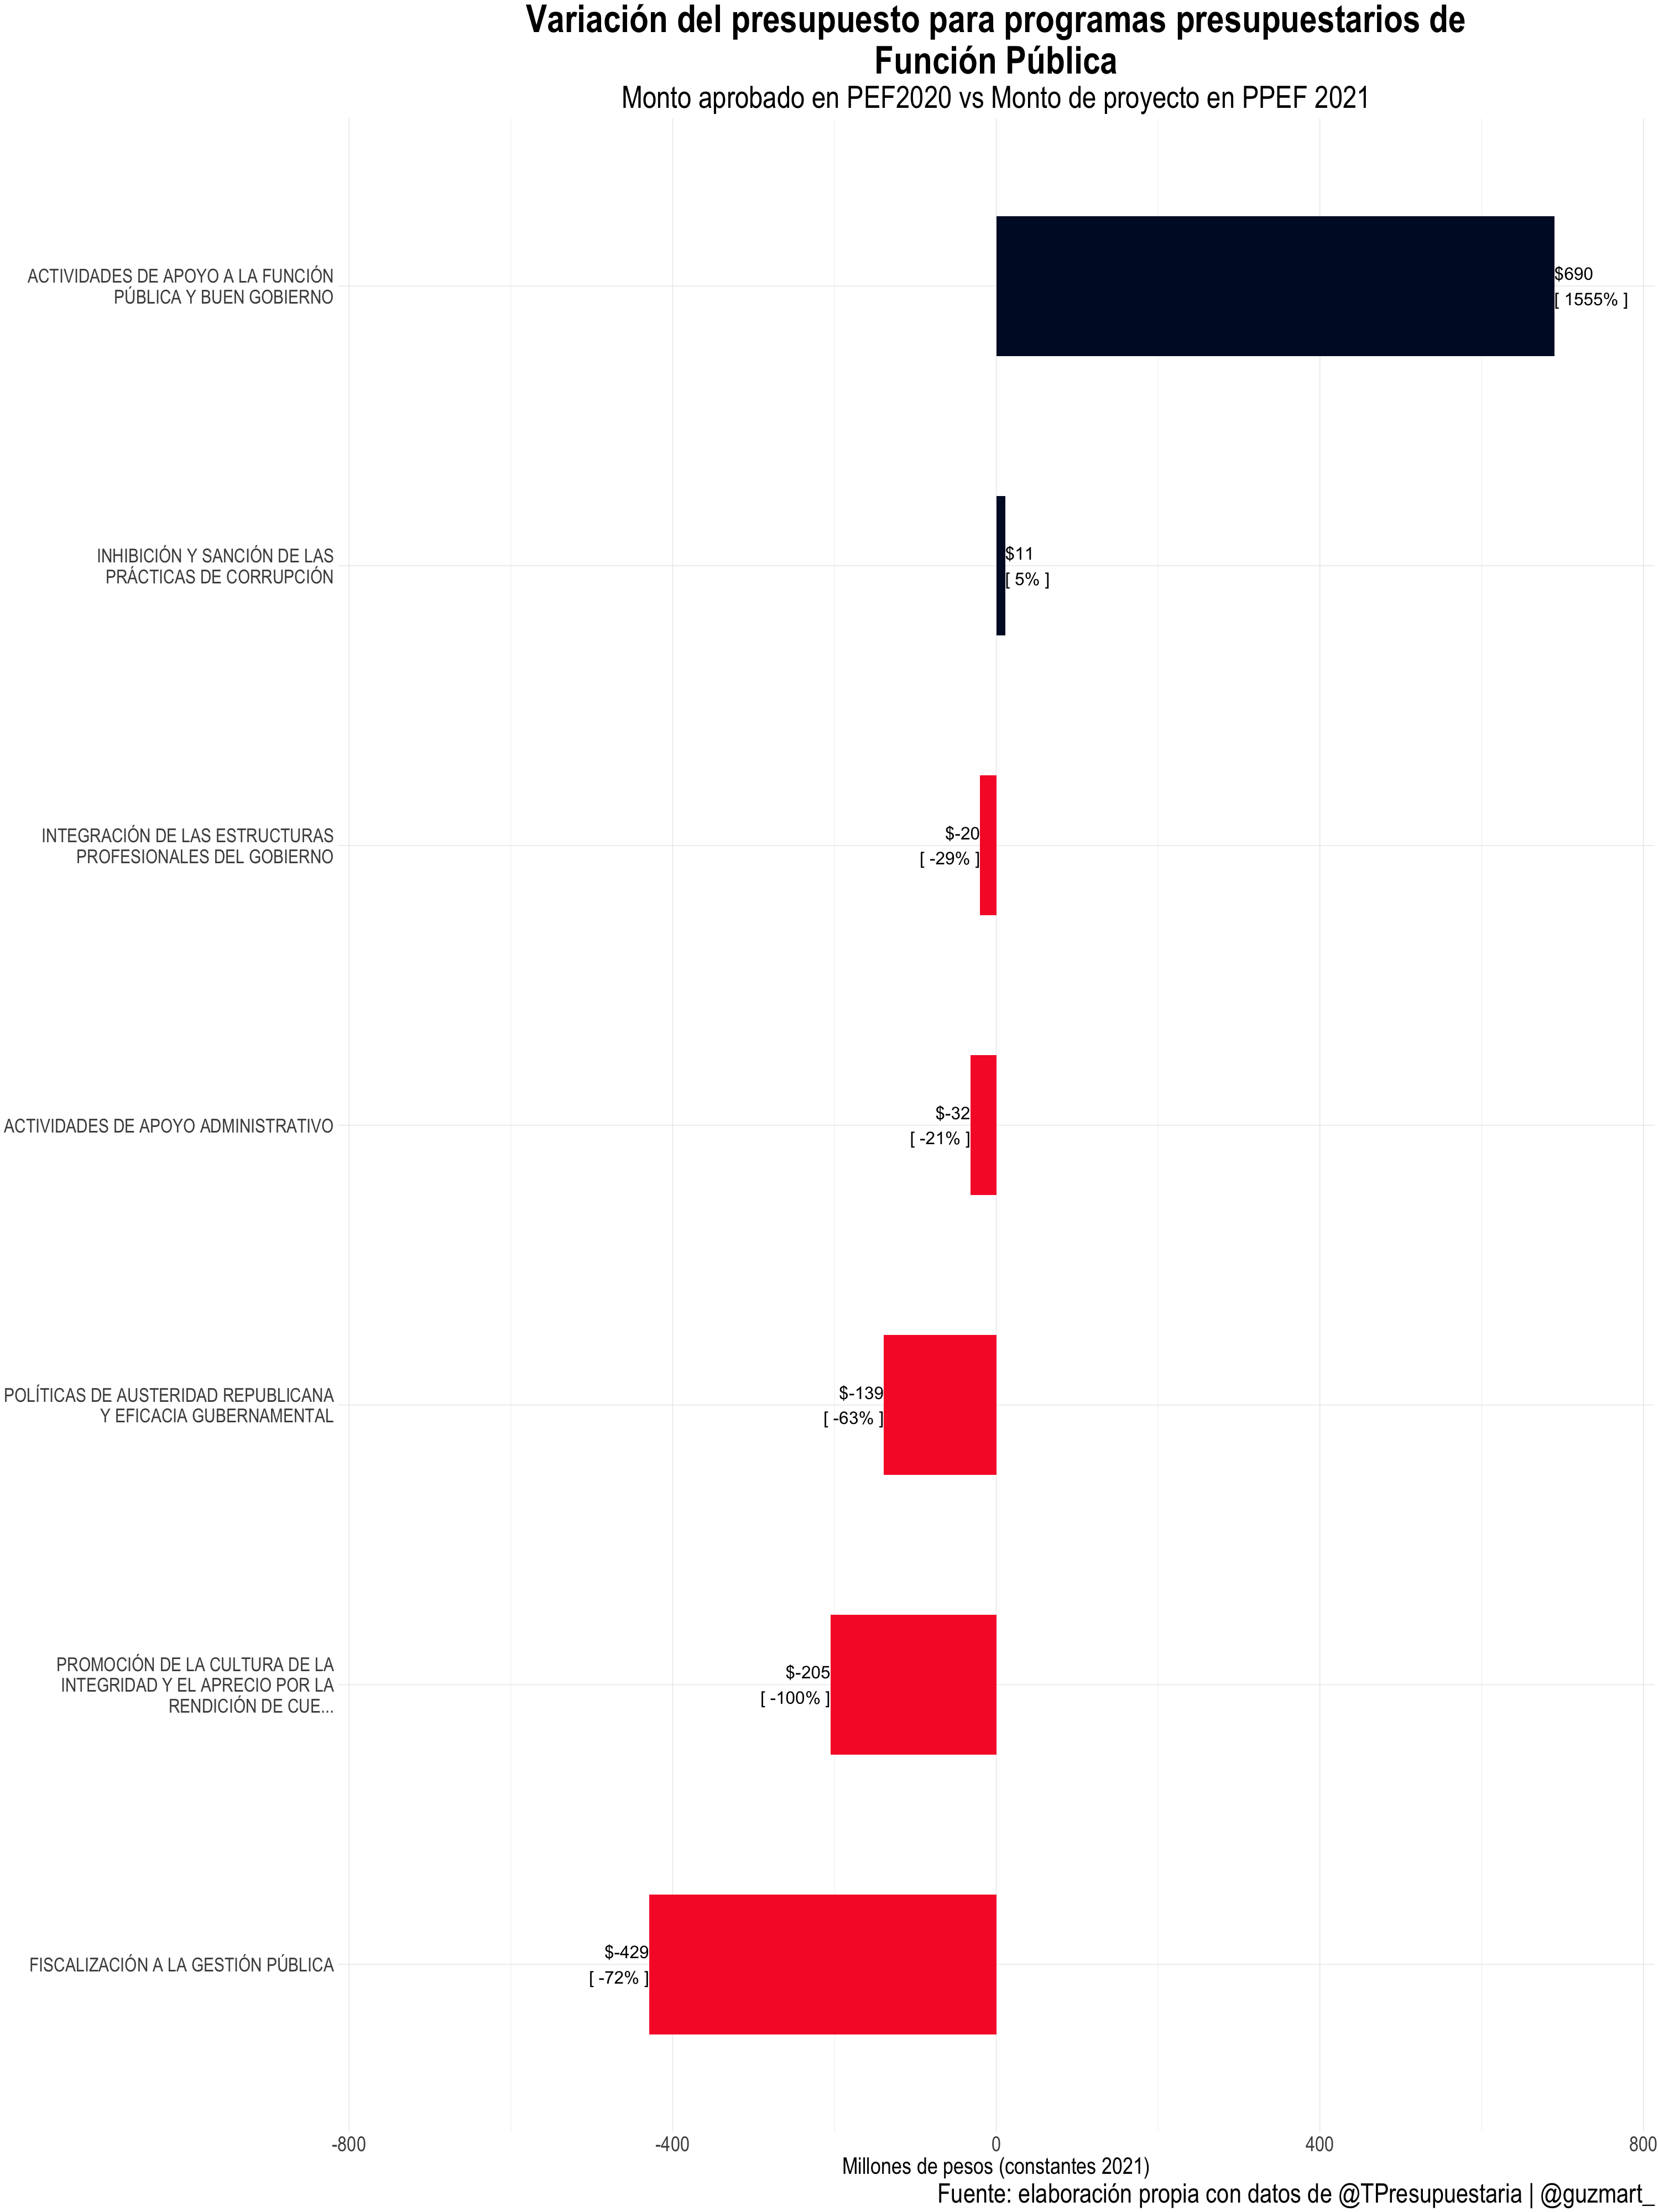 Variación del presupuesto para programas presupuestarios de
Función Pública
Monto aprobado en PEF2020 vs Monto de proyecto en PPEF 2021
ACTIVIDADES DE APOYO A LA FUNCIÓN
PÚBLICA Y BUEN GOBIERNO
$690
[ 1555% ]
INHIBICIÓN Y SANCIÓN DE LAS
PRÁCTICAS DE CORRUPCIÓN
$11
[ 5% ]
INTEGRACIÓN DE LAS ESTRUCTURAS
PROFESIONALES DEL GOBIERNO
$-20
[ -29% ]
ACTIVIDADES DE APOYO ADMINISTRATIVO
$-32
[ -21% ]
POLÍTICAS DE AUSTERIDAD REPUBLICANA
Y EFICACIA GUBERNAMENTAL
$-139
[ -63% ]
PROMOCIÓN DE LA CULTURA DE LA
INTEGRIDAD Y EL APRECIO POR LA
RENDICIÓN DE CUE...
$-205
[ -100% ]
FISCALIZACIÓN A LA GESTIÓN PÚBLICA
$-429
[ -72% ]
-800 -400 0 400 800
Millones de pesos (constantes 2021)
Fuente: elaboración propia con datos de @TPresupuestaria | @guzmart_